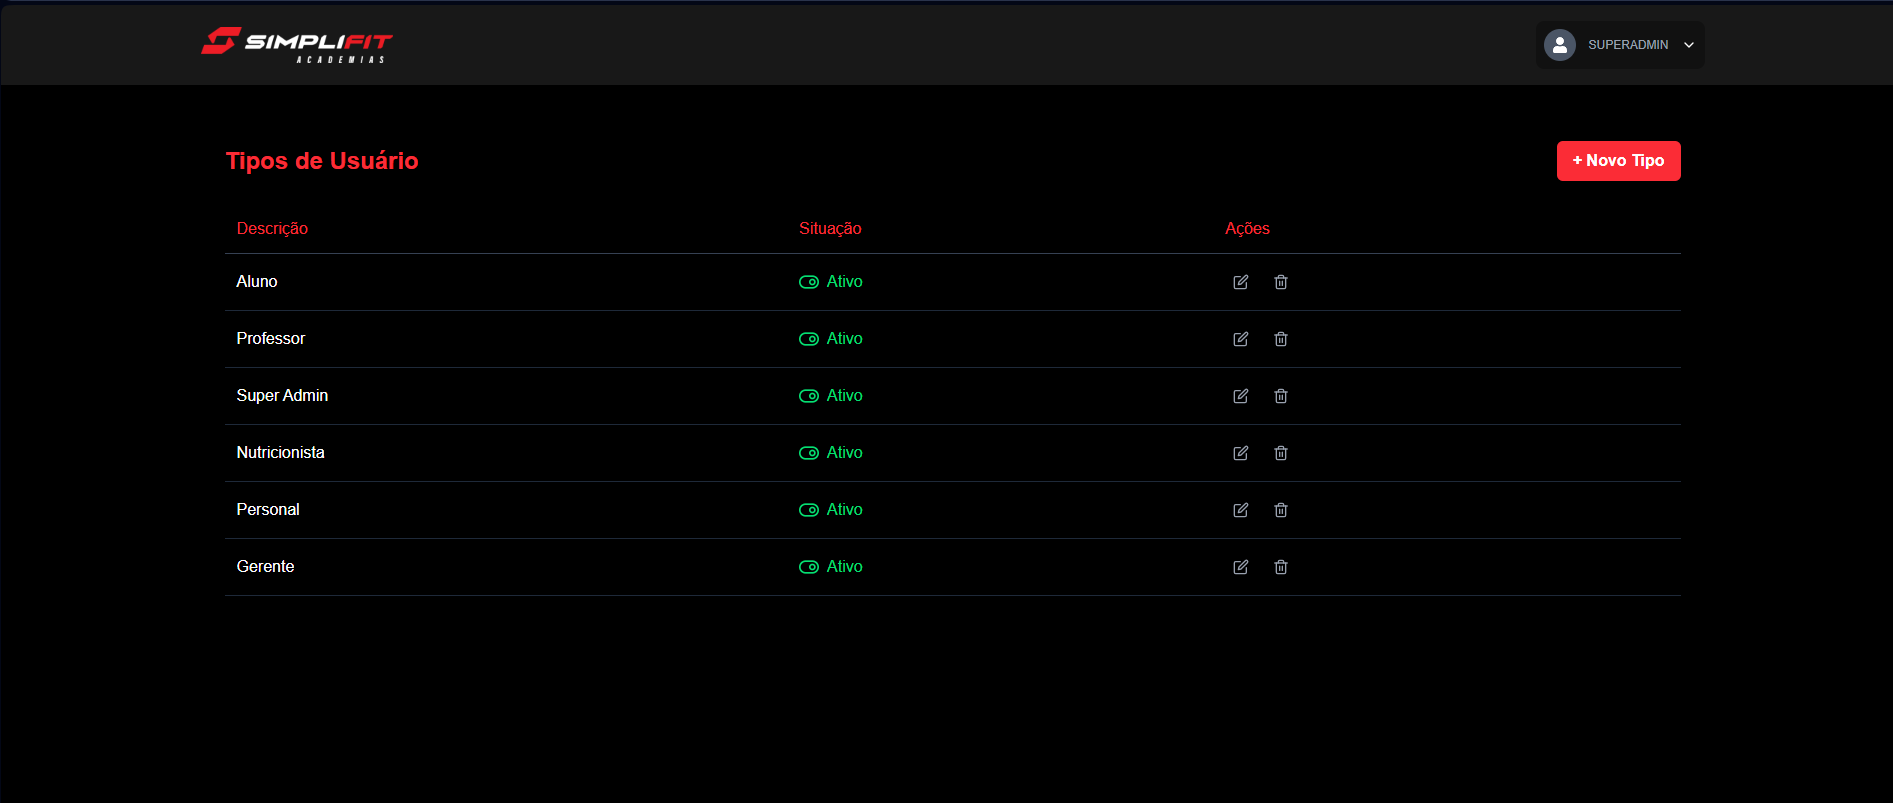 SIMPLIFIT
ACADEMIAS
SUPERADMIN
Tipos de Usuário
+ Novo Tipo
Descrição Situação Ações
Aluno Ativo
Professor Ativo
Super Admin Ativo
Nutricionista Ativo
Personal Ativo
Gerente Ativo